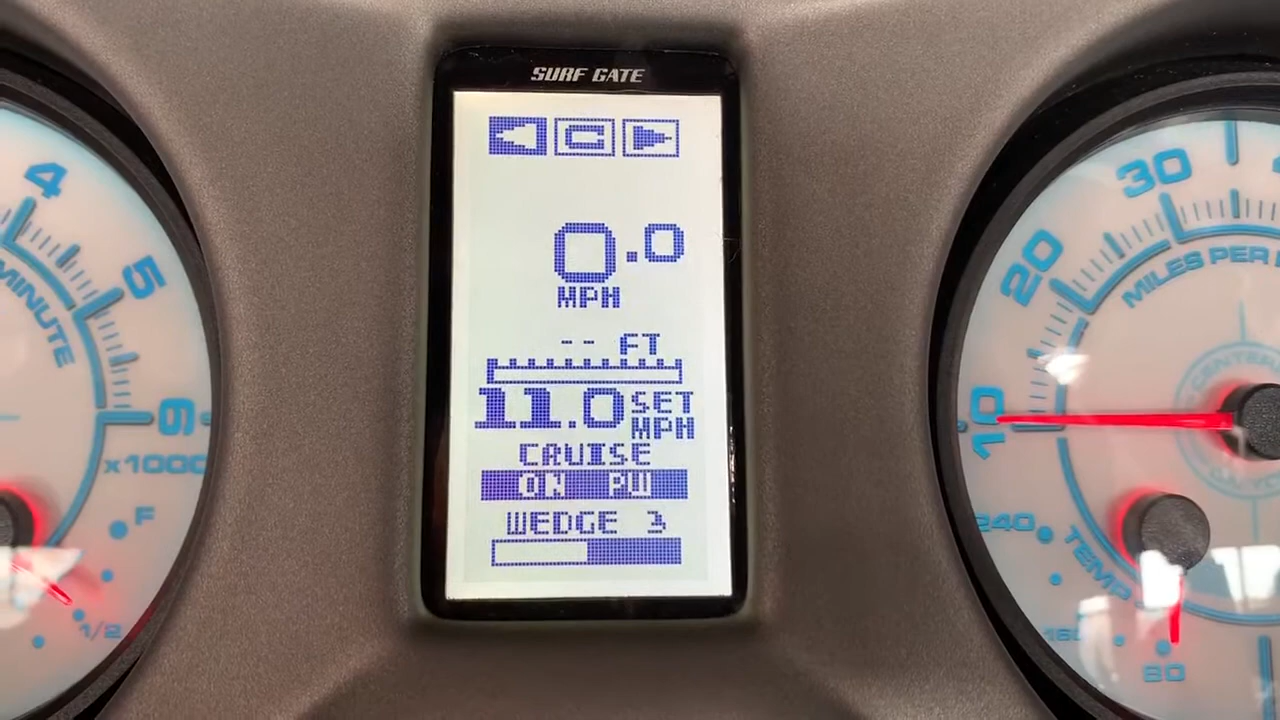 SURF GATE
0.0
MPH
-- FT
11.0 SET MPH
CRUISE
ON PW
WEDGE 3
4
5
6
MINUTE
x1000
F
1/2
10
20
30
MILES PER
240
TEMP
80